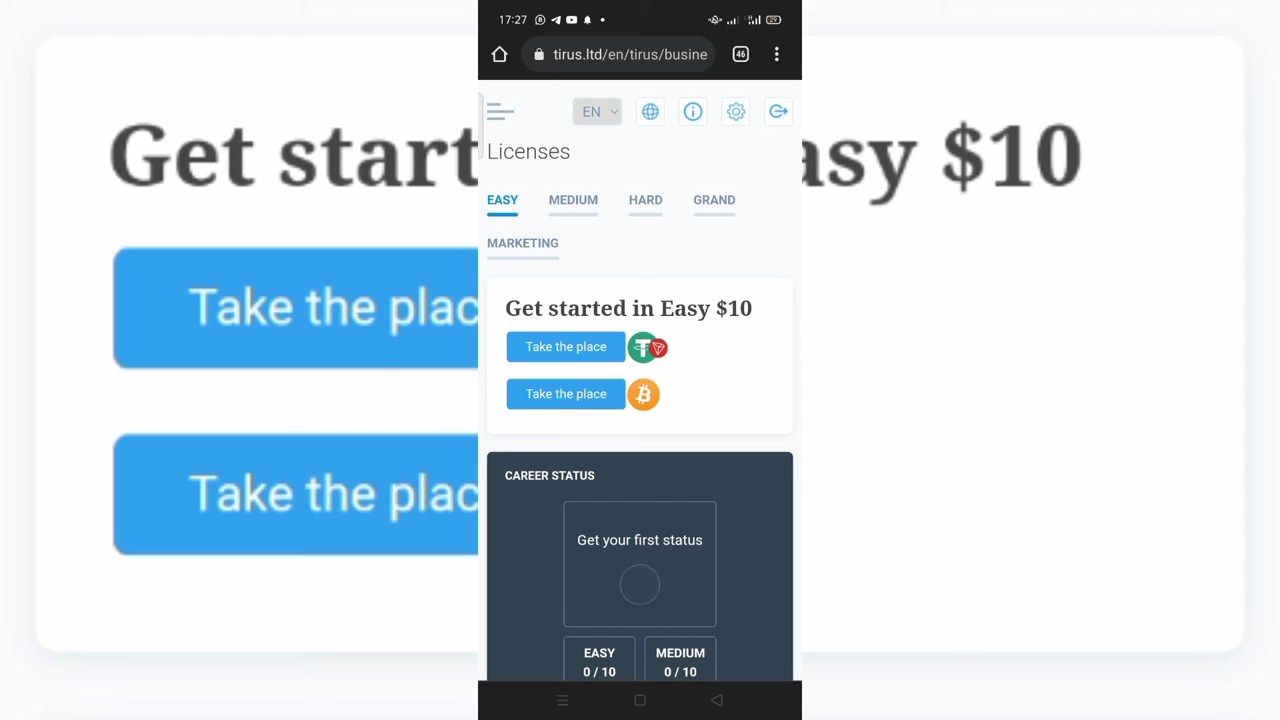 17:27
29
tirus.ltd/en/tirus/busine
46
EN
Licenses
EASY MEDIUM HARD GRAND
MARKETING
Get started in Easy $10
Take the place
Take the place
CAREER STATUS
Get your first status
EASY MEDIUM
0 / 10 0 / 10
Get start
asy $10
Take the plac
Take the plac